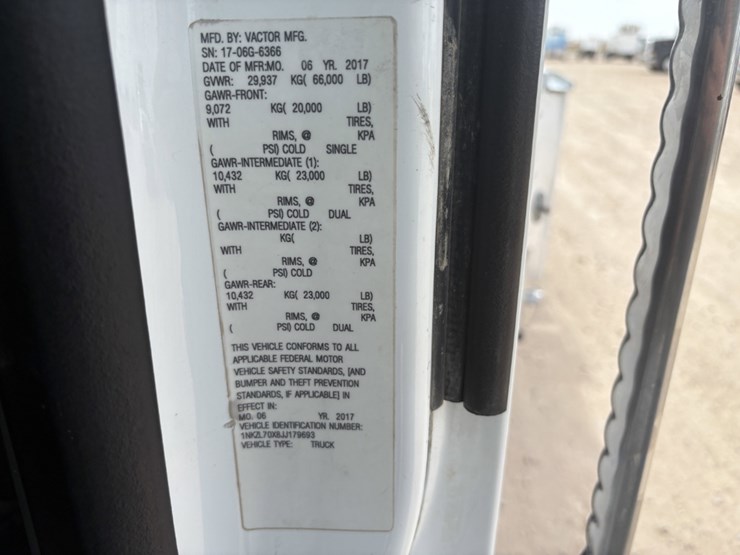 MFD. BY: VACTOR MFG.
SN: 17-06G-6366
DATE OF MFR:MO. 06 YR. 2017
GVWR: 29,937 KG( 66,000 LB)
GAWR-FRONT:
9,072 KG( 20,000 LB)
WITH TIRES,
RIMS, @ KPA
( PSI) COLD SINGLE
GAWR-INTERMEDIATE (1):
10,432 KG( 23,000 LB)
WITH TIRES,
RIMS, @ KPA
( PSI) COLD DUAL
GAWR-INTERMEDIATE (2):
KG( LB)
WITH TIRES,
RIMS, @ KPA
( PSI) COLD
GAWR-REAR:
10,432 KG( 23,000 LB)
WITH TIRES,
RIMS, @ KPA
( PSI) COLD DUAL
THIS VEHICLE CONFORMS TO ALL
APPLICABLE FEDERAL MOTOR
VEHICLE SAFETY STANDARDS, [AND
BUMPER AND THEFT PREVENTION
STANDARDS, IF APPLICABLE] IN
EFFECT IN:
MO. 06 YR. 2017
VEHICLE IDENTIFICATION NUMBER:
1NKZL70X8JJ179693
VEHICLE TYPE: TRUCK